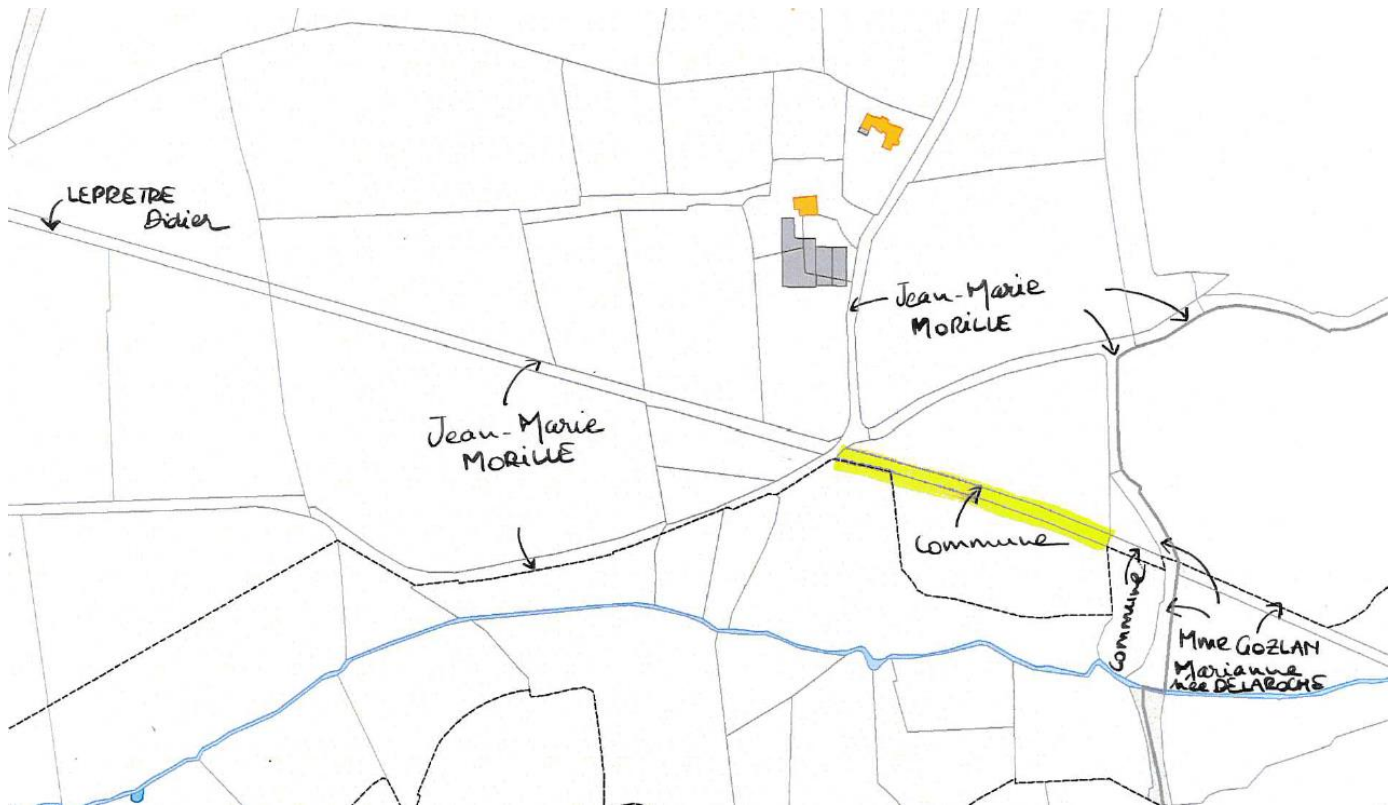 LEPRETRE
Didier
Jean-Marie
MORILLE
Jean-Marie
MORILLE
Commune
Commune
Mme GOZLAN
Marianne
née DELAROCHE